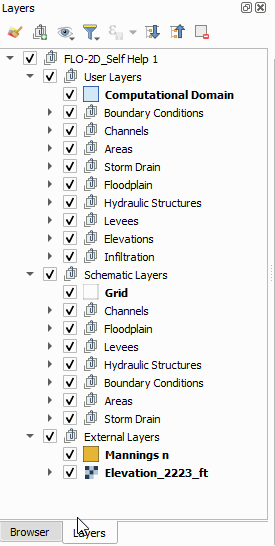 Layers
FLO-2D_Self Help 1
User Layers
Computational Domain
Boundary Conditions
Channels
Areas
Storm Drain
Floodplain
Hydraulic Structures
Levees
Elevations
Infiltration
Schematic Layers
Grid
Channels
Floodplain
Levees
Hydraulic Structures
Boundary Conditions
Areas
Storm Drain
External Layers
Mannings n
Elevation_2223_ft
Browser Layers